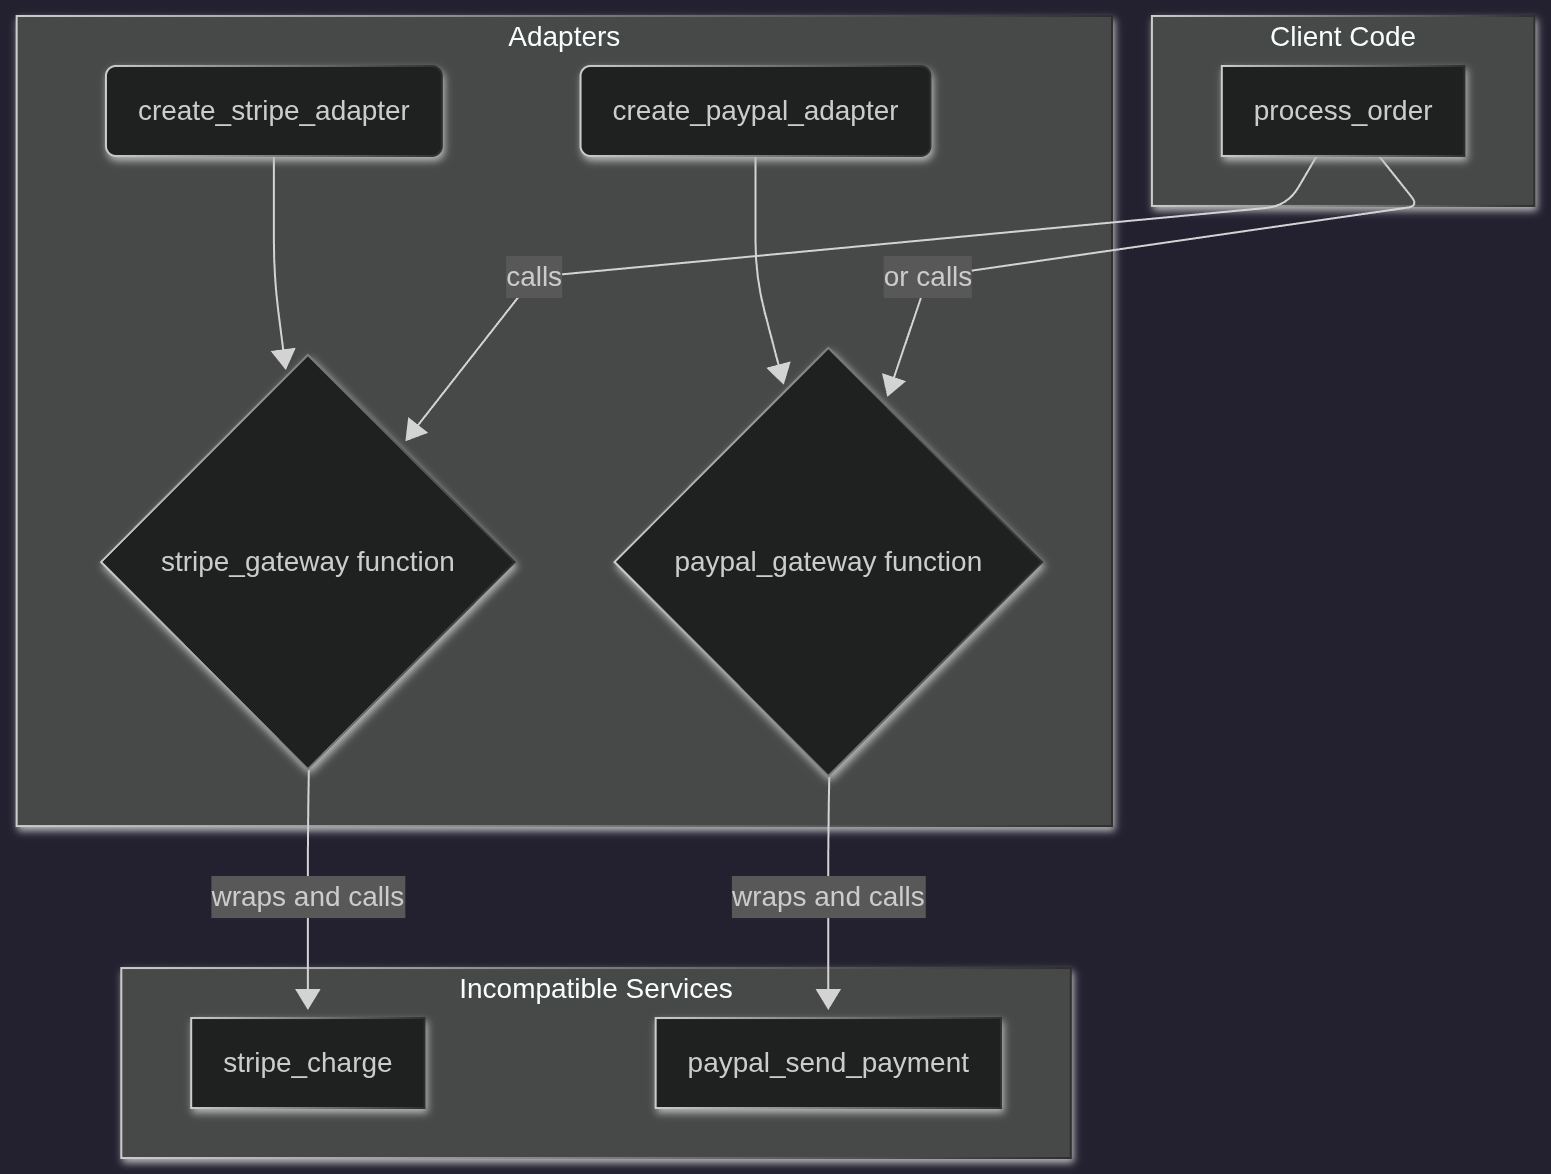 Adapters
Client Code
create_stripe_adapter
create_paypal_adapter
process_order
calls
or calls
stripe_gateway function
paypal_gateway function
wraps and calls
wraps and calls
Incompatible Services
stripe_charge
paypal_send_payment